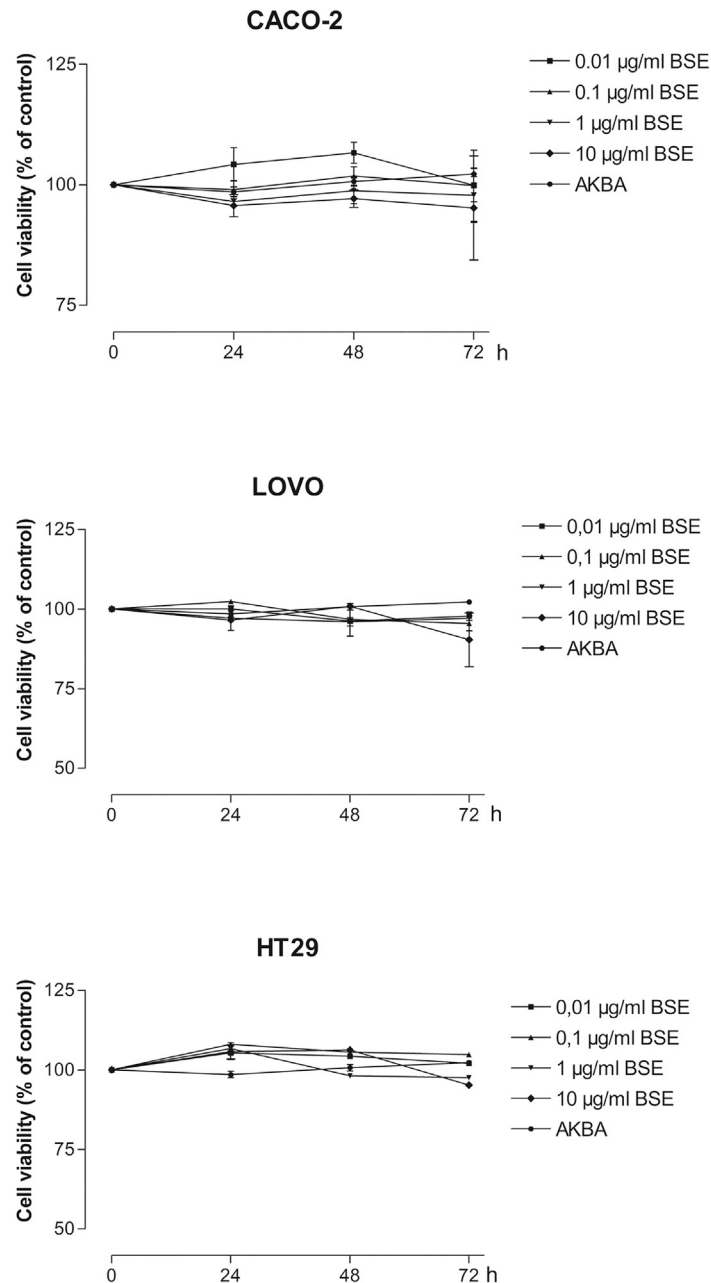 CACO-2
Cell viability (% of control)
125
100
75
0 24 48 72 h
0.01 µg/ml BSE
0.1 µg/ml BSE
1 µg/ml BSE
10 µg/ml BSE
AKBA
LOVO
Cell viability (% of control)
125
100
75
50
0 24 48 72 h
0,01 µg/ml BSE
0,1 µg/ml BSE
1 µg/ml BSE
10 µg/ml BSE
AKBA
HT29
Cell viability (% of control)
125
100
75
50
0 24 48 72 h
0,01 µg/ml BSE
0,1 µg/ml BSE
1 µg/ml BSE
10 µg/ml BSE
AKBA